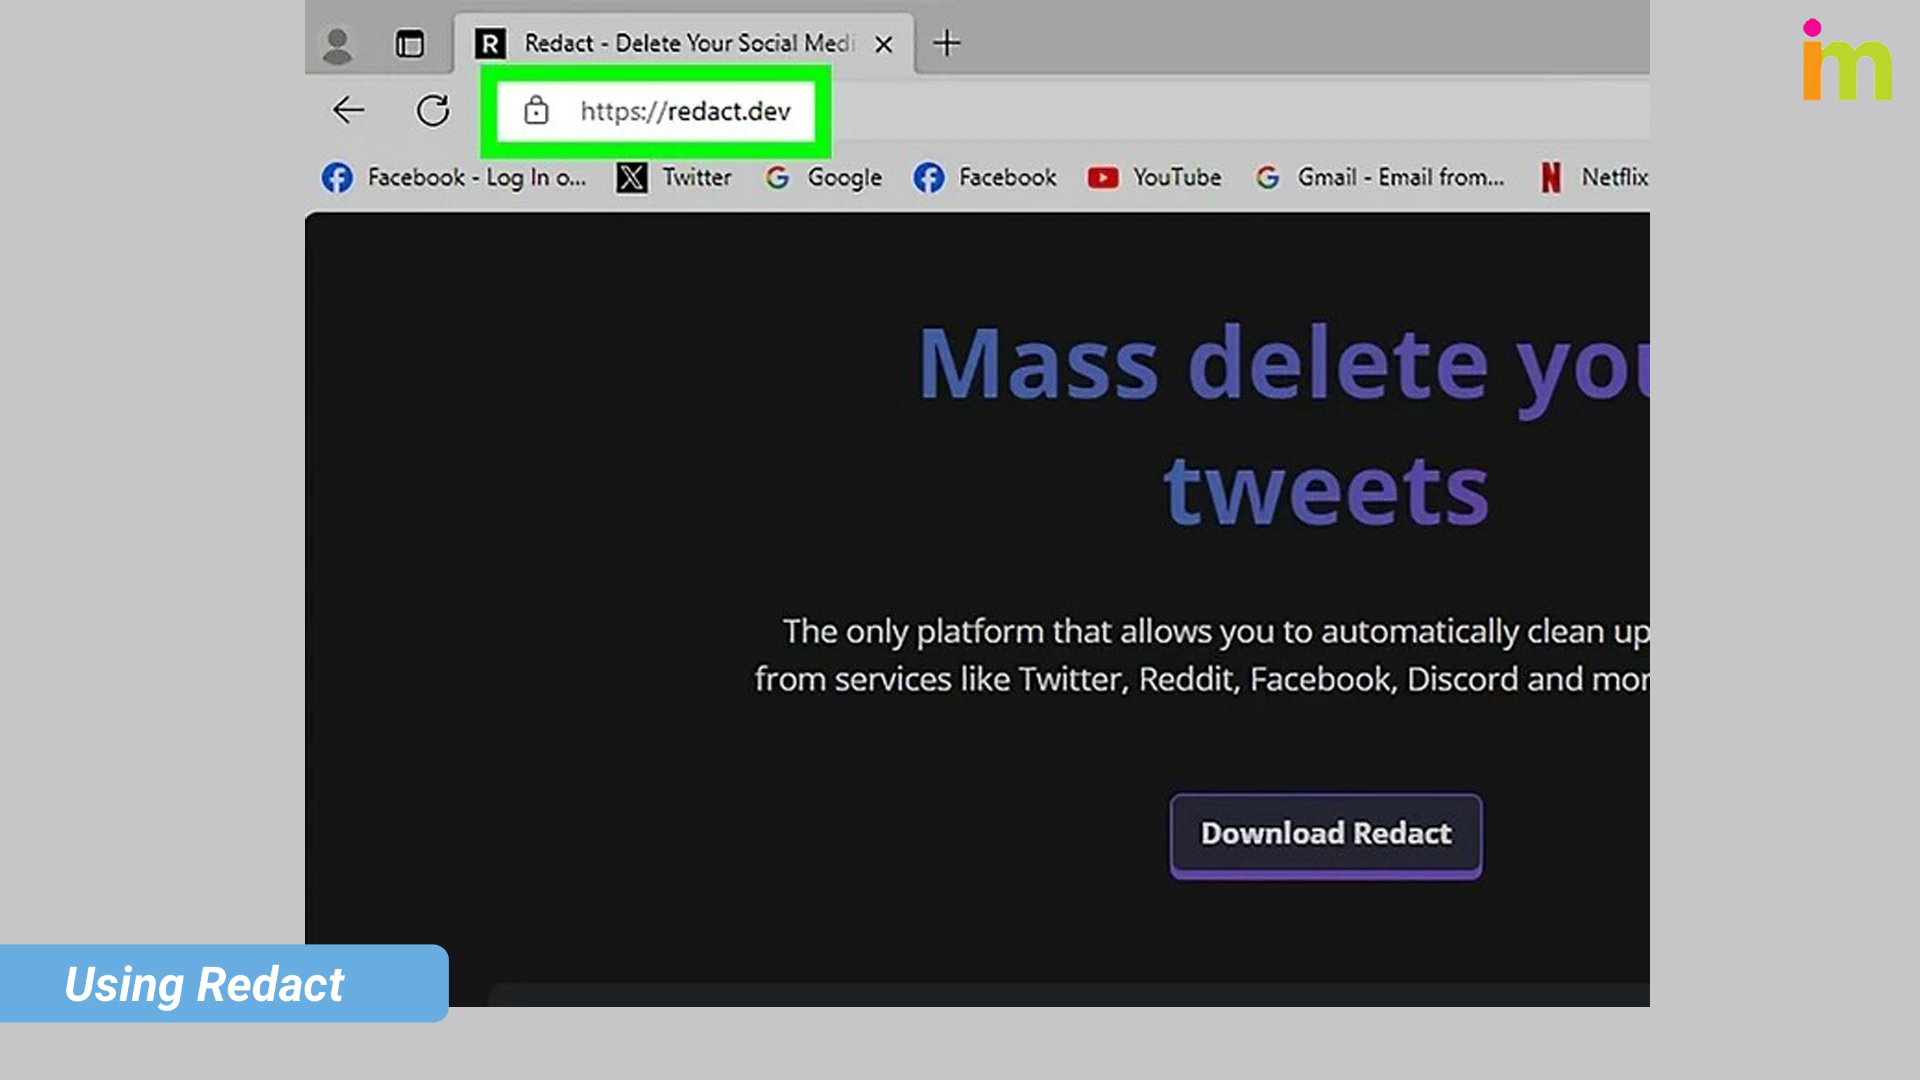 Redact - Delete Your Social Medi
im
https://redact.dev
Facebook - Log In o...
Twitter
Google
Facebook
YouTube
Gmail - Email from...
Netflix
Mass delete you
tweets
The only platform that allows you to automatically clean up
from services like Twitter, Reddit, Facebook, Discord and mor
Download Redact
Using Redact